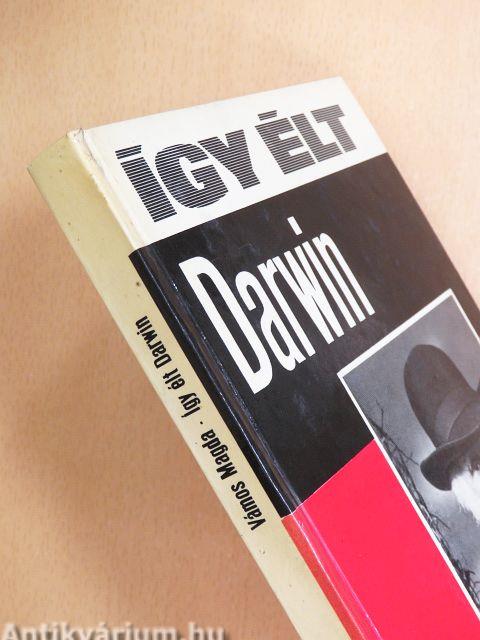 ÍGY ÉLT
Darwin
Vámos Magda - Így élt Darwin
Antikvárium.hu